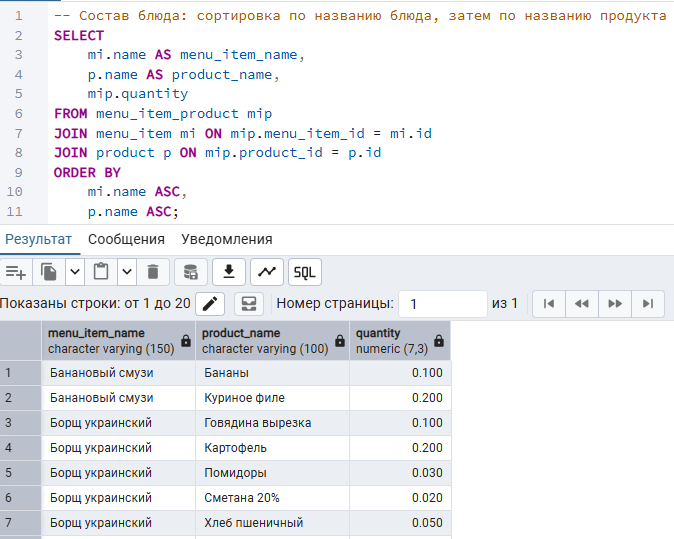 1 -- Состав блюда: сортировка по названию блюда, затем по названию продукта
2 SELECT
3 mi.name AS menu_item_name,
4 p.name AS product_name,
5 mip.quantity
6 FROM menu_item_product mip
7 JOIN menu_item mi ON mip.menu_item_id = mi.id
8 JOIN product p ON mip.product_id = p.id
9 ORDER BY
10 mi.name ASC,
11 p.name ASC;
Результат Сообщения Уведомления
SQL
Показаны строки: от 1 до 20 Номер страницы: 1 из 1
menu_item_name product_name quantity
character varying (150) character varying (100) numeric (7,3)
1 Банановый смузи Бананы 0.100
2 Банановый смузи Куриное филе 0.200
3 Борщ украинский Говядина вырезка 0.100
4 Борщ украинский Картофель 0.200
5 Борщ украинский Помидоры 0.030
6 Борщ украинский Сметана 20% 0.020
7 Борщ украинский Хлеб пшеничный 0.050